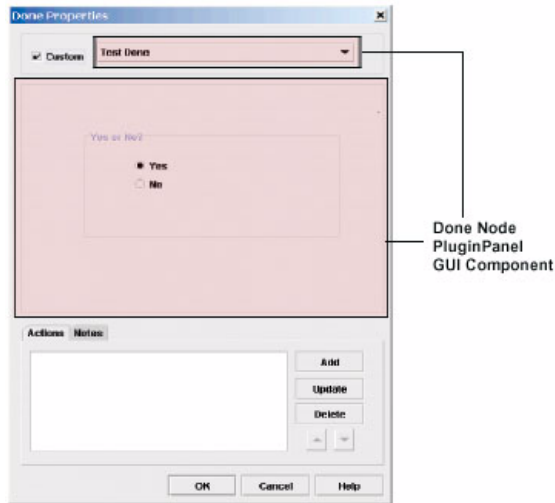 Done Properties
Custom
Test Done
Yes or No?
Yes
No
Done Node
PluginPanel
GUI Component
Actions Notes
Add
Update
Delete
OK Cancel Help